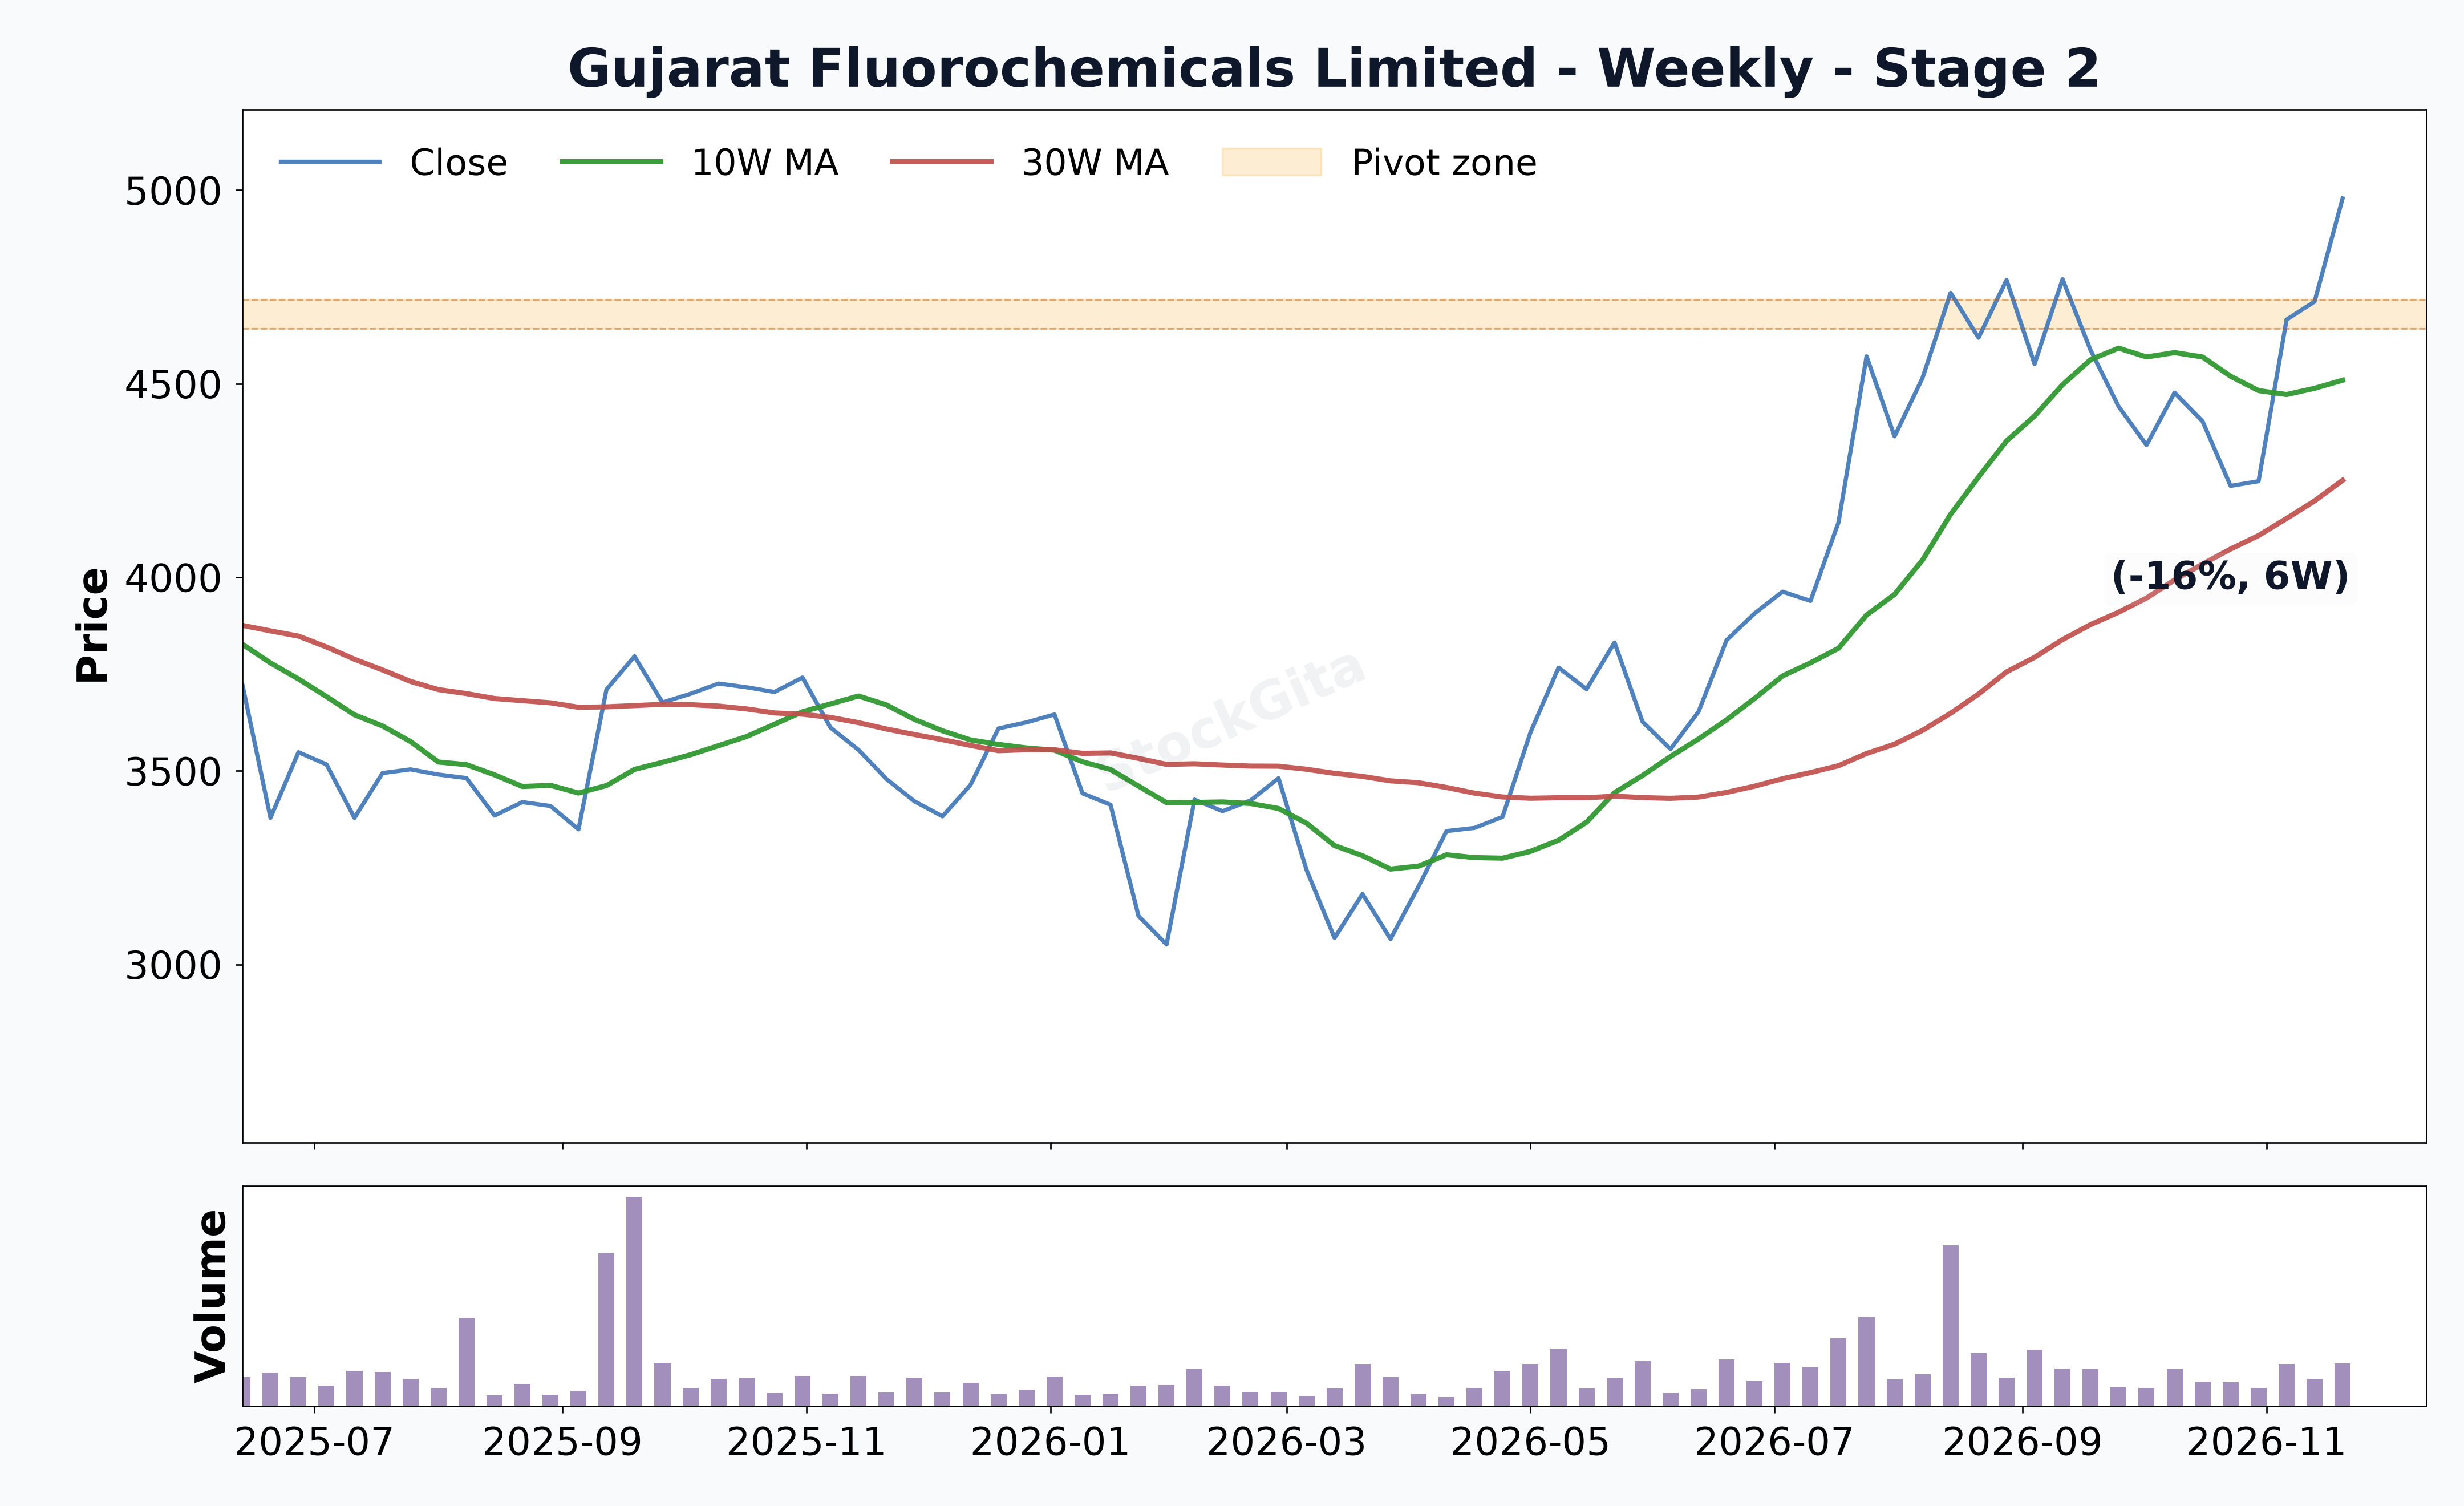 Gujarat Fluorochemicals Limited - Weekly - Stage 2
Close 10W MA 30W MA Pivot zone
5000
4500
4000
3500
3000
Price
(-16%, 6W)
StockGita
Volume
2025-07 2025-09 2025-11 2026-01 2026-03 2026-05 2026-07 2026-09 2026-11